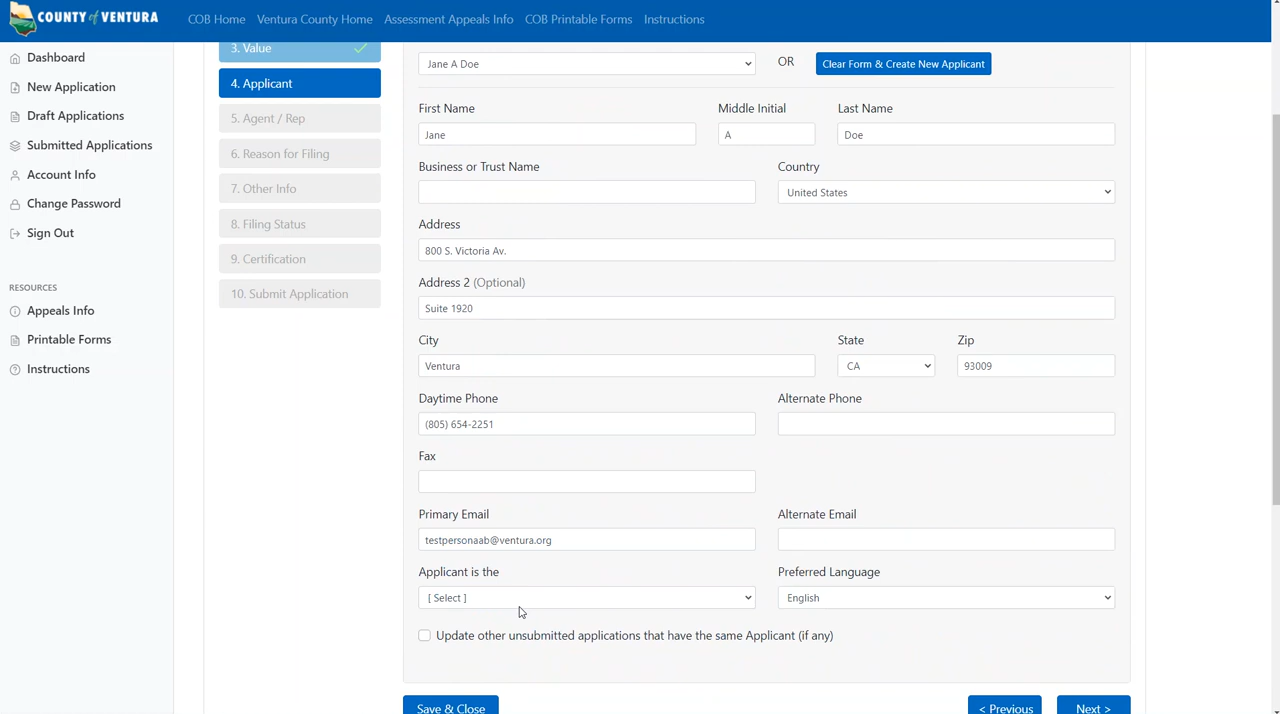 COUNTY of VENTURA
COB Home
Ventura County Home
Assessment Appeals Info
COB Printable Forms
Instructions
Dashboard
New Application
Draft Applications
Submitted Applications
Account Info
Change Password
Sign Out
RESOURCES
Appeals Info
Printable Forms
Instructions
3. Value
4. Applicant
5. Agent / Rep
6. Reason for Filing
7. Other Info
8. Filing Status
9. Certification
10. Submit Application
Jane A Doe
OR
Clear Form & Create New Applicant
First Name
Middle Initial
Last Name
Jane
A
Doe
Business or Trust Name
Country
United States
Address
800 S. Victoria Av.
Address 2 (Optional)
Suite 1920
City
State
Zip
Ventura
CA
93009
Daytime Phone
Alternate Phone
(805) 654-2251
Fax
Primary Email
Alternate Email
testpersonaab@ventura.org
Applicant is the
Preferred Language
[ Select ]
English
Update other unsubmitted applications that have the same Applicant (if any)
Save & Close
< Previous
Next >